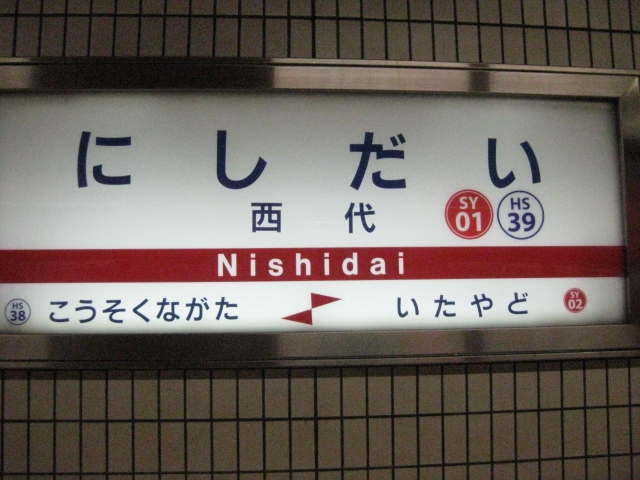 にしだい
西代 SY 01 HS 39
Nishidai
HS 38 こうそくながた いたやど SY 02